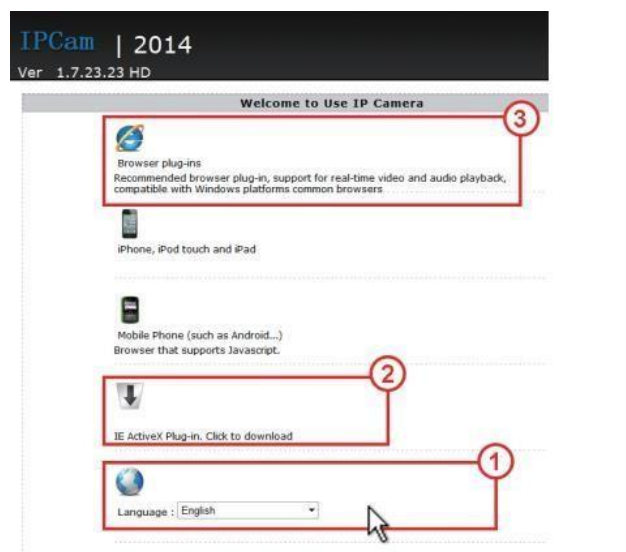 IPCam | 2014
Ver 1.7.23.23 HD
Welcome to Use IP Camera
3
Browser plug-ins
Recommended browser plug-in, support for real-time video and audio playback,
compatible with Windows platforms common browsers
iPhone, iPod touch and iPad
Mobile Phone (such as Android...)
Browser that supports Javascript.
2
IE ActiveX Plug-in. Click to download
1
Language : English